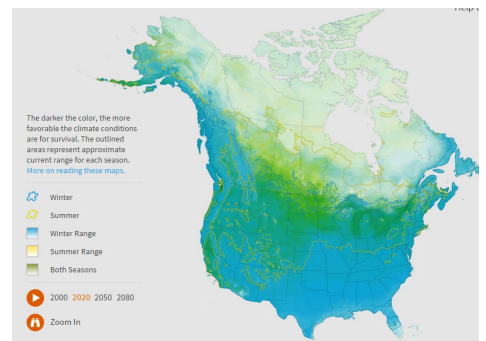 Help
The darker the color, the more
favorable the climate conditions
are for survival. The outlined
areas represent approximate
current range for each season.
More on reading these maps.
Winter
Summer
Winter Range
Summer Range
Both Seasons
2000 2020 2050 2080
Zoom In